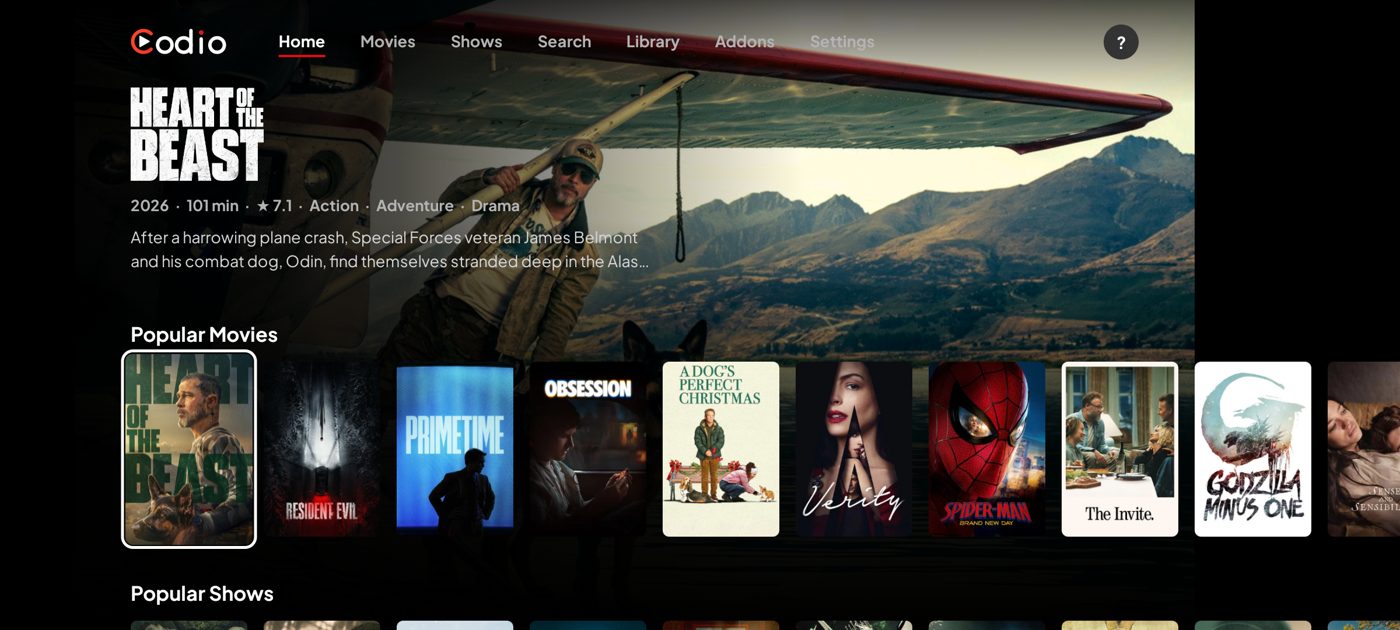 Codio
Home Movies Shows Search Library Addons Settings ?
HEART OF THE
BEAST
2026 · 101 min · ★ 7.1 · Action · Adventure · Drama
After a harrowing plane crash, Special Forces veteran James Belmont
and his combat dog, Odin, find themselves stranded deep in the Alas...
Popular Movies
HEART
OF
THE
BEAST
RESIDENT EVIL
PRIMETIME
OBSESSION
A DOG'S
PERFECT
CHRISTMAS
Verity
SPIDER-MAN
BRAND NEW DAY
The Invite.
GODZILLA
MINUS ONE
SENSE
AND
SENSIBIL
Popular Shows